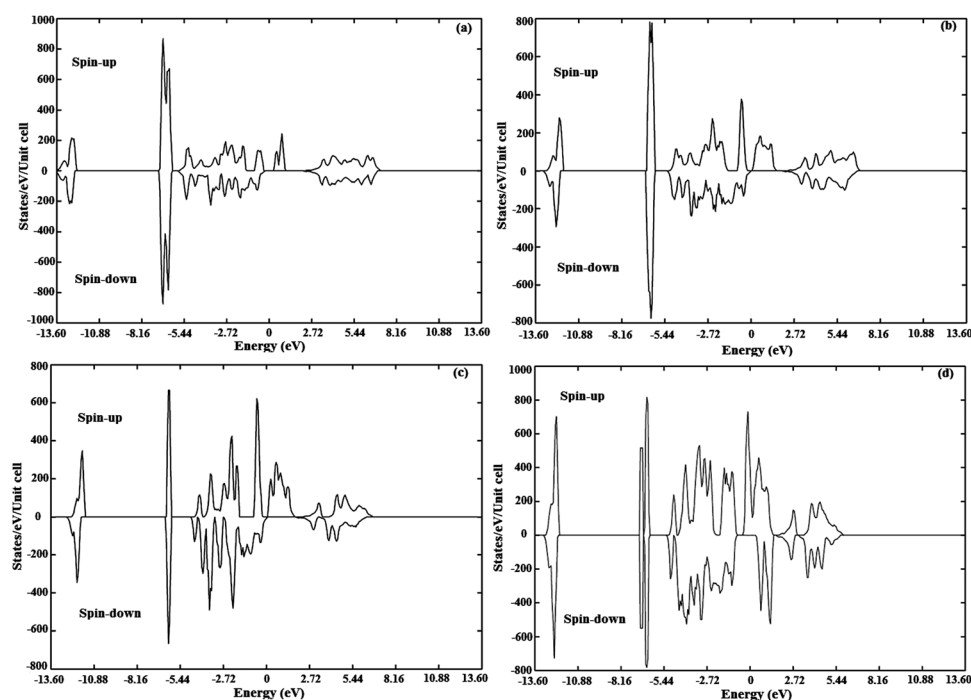 (a)
Spin-up
Spin-down
States/eV/Unit cell
1000
800
600
400
200
0
-200
-400
-600
-800
-1000
-13.60 -10.88 -8.16 -5.44 -2.72 0 2.72 5.44 8.16 10.88 13.60
Energy (eV)
(b)
Spin-up
Spin-down
States/eV/Unit cell
800
600
400
200
0
-200
-400
-600
-800
-13.60 -10.88 -8.16 -5.44 -2.72 0 2.72 5.44 8.16 10.88 13.60
Energy (eV)
(c)
Spin-up
Spin-down
States/eV/Unit cell
800
600
400
200
0
-200
-400
-600
-800
-13.60 -10.88 -8.16 -5.44 -2.72 0 2.72 5.44 8.16 10.88 13.60
Energy (eV)
(d)
Spin-up
Spin-down
States/eV/Unit cell
1000
800
600
400
200
0
-200
-400
-600
-800
-13.60 -10.88 -8.16 -5.44 -2.72 0 2.72 5.44 8.16 10.88 13.60
Energy (eV)